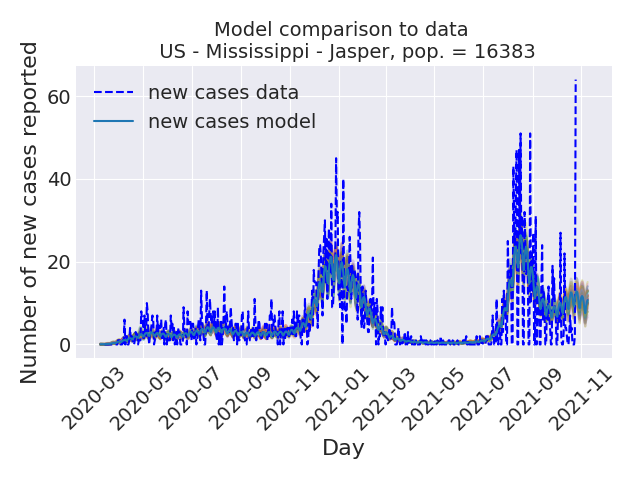 Model comparison to data
US - Mississippi - Jasper, pop. = 16383
Number of new cases reported
60
40
20
0
new cases data
new cases model
2020-03
2020-05
2020-07
2020-09
2020-11
2021-01
2021-03
2021-05
2021-07
2021-09
2021-11
Day